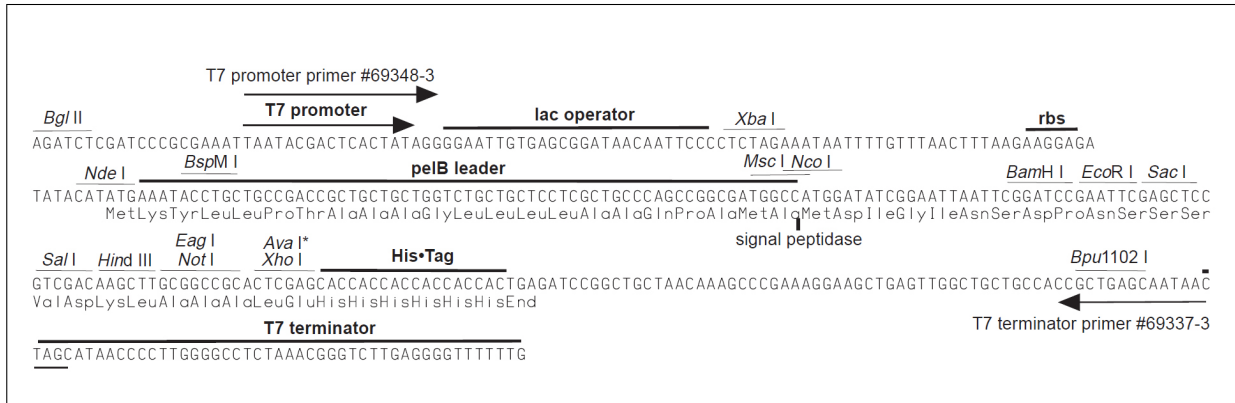 T7 promoter primer #69348-3
Bgl II T7 promoter lac operator Xba I rbs
AGATCTCGATCCCGCGAAATTAATACGACTCACTATAGGGGAATTGTGAGCGGATAACAATTCCCCTCTAGAAATAATTTTGTTTAACTTTAAGAAGGAGA
Nde I BspM I pelB leader Msc I Nco I BamH I EcoR I Sac I
TATACATATGAAATACCTGCTGCCGACCGCTGCTGCTGGTCTGCTGCTCCTCGCTGCCCAGCCGGCGATGGCCATGGATATCGGAATTAATTCGGATCCGAATTCGAGCTCC
MetLysTyrLeuLeuProThrAlaAlaAlaGlyLeuLeuLeuLeuAlaAlaGlnProAlaMetAlaMetAspIleGlyIleAsnSerAspProAsnSerSerSer
signal peptidase
Sal I Hind III Eag I Not I Ava I* Xho I His•Tag Bpu1102 I
GTCGACAAGCTTGCGGCCGCACTCGAGCACCACCACCACCACCACTGAGATCCGGCTGCTAACAAAGCCCGAAAGGAAGCTGAGTTGGCTGCTGCCACCGCTGAGCAATAAC
ValAspLysLeuAlaAlaAlaLeuGluHisHisHisHisHisHisEnd
T7 terminator T7 terminator primer #69337-3
TAGCATAACCCCTTGGGGCCTCTAAACGGGTCTTGAGGGGTTTTTTG